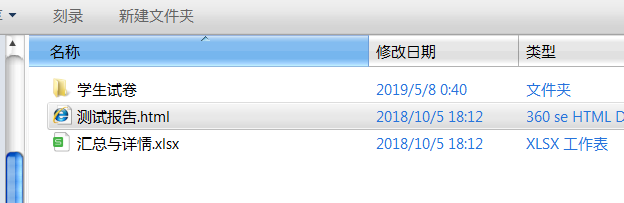 刻录 新建文件夹
名称 修改日期 类型
学生试卷 2019/5/8 0:40 文件夹
测试报告.html 2018/10/5 18:12 360 se HTML D
汇总与详情.xlsx 2018/10/5 18:12 XLSX 工作表